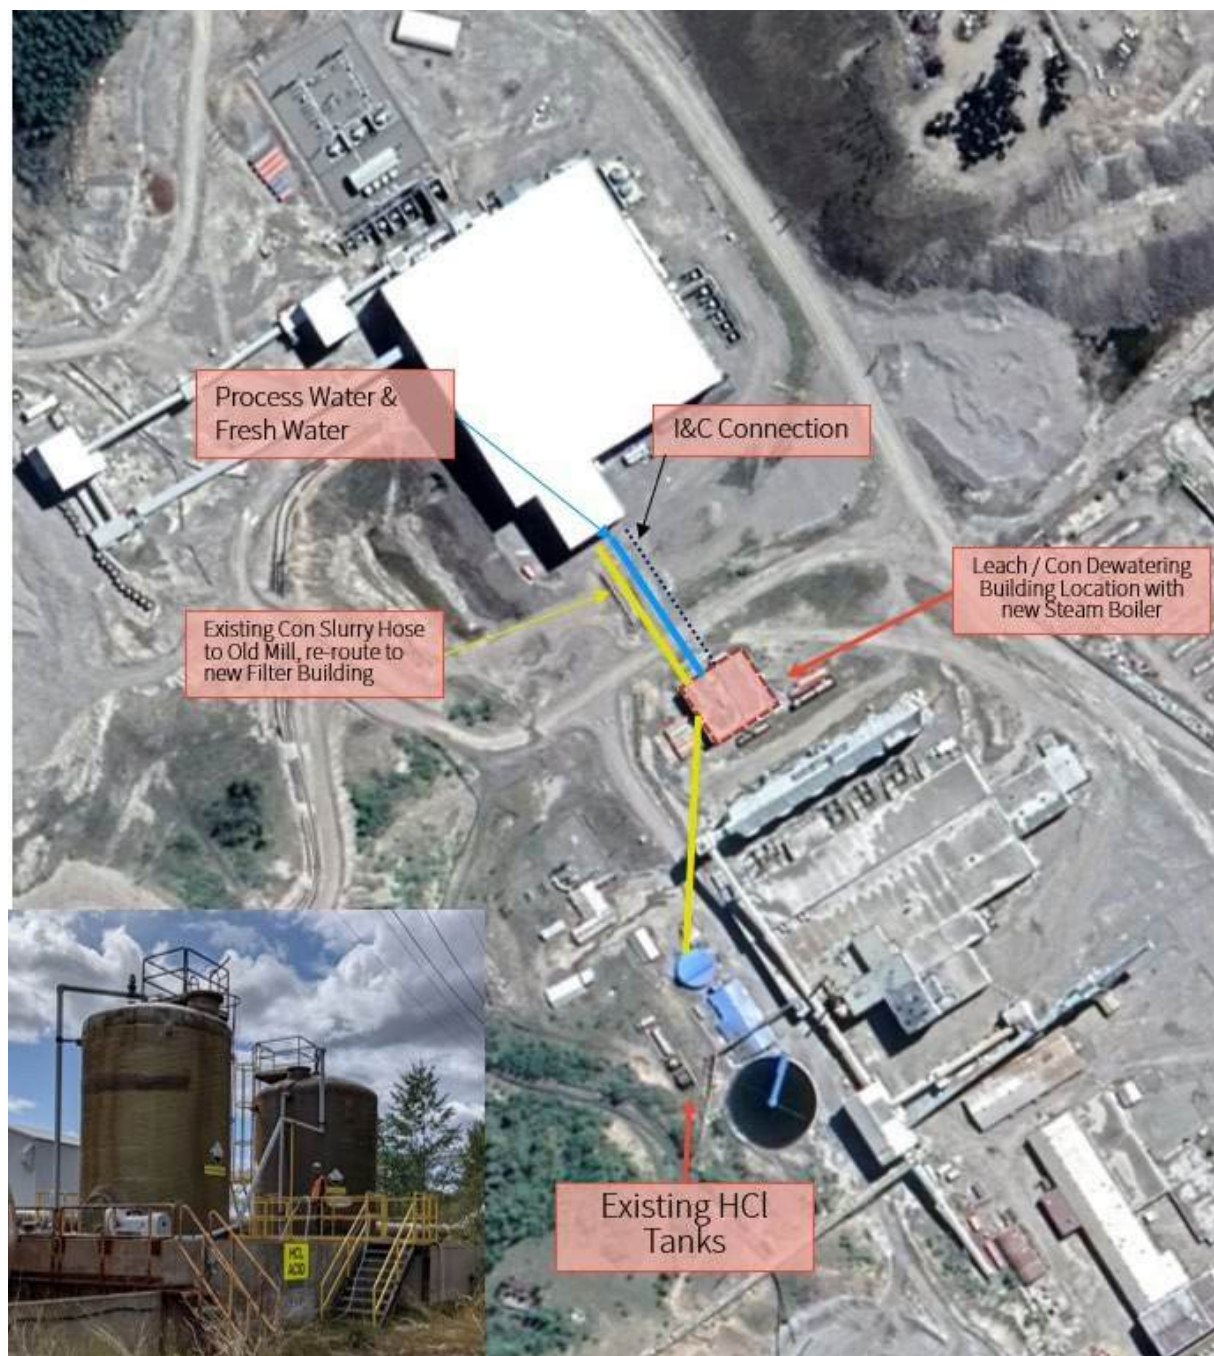 Process Water &
Fresh Water
I&C Connection
Leach / Con Dewatering
Building Location with
new Steam Boiler
Existing Con Slurry Hose
to Old Mill, re-route to
new Filter Building
Existing HCl
Tanks
HCL
ACID